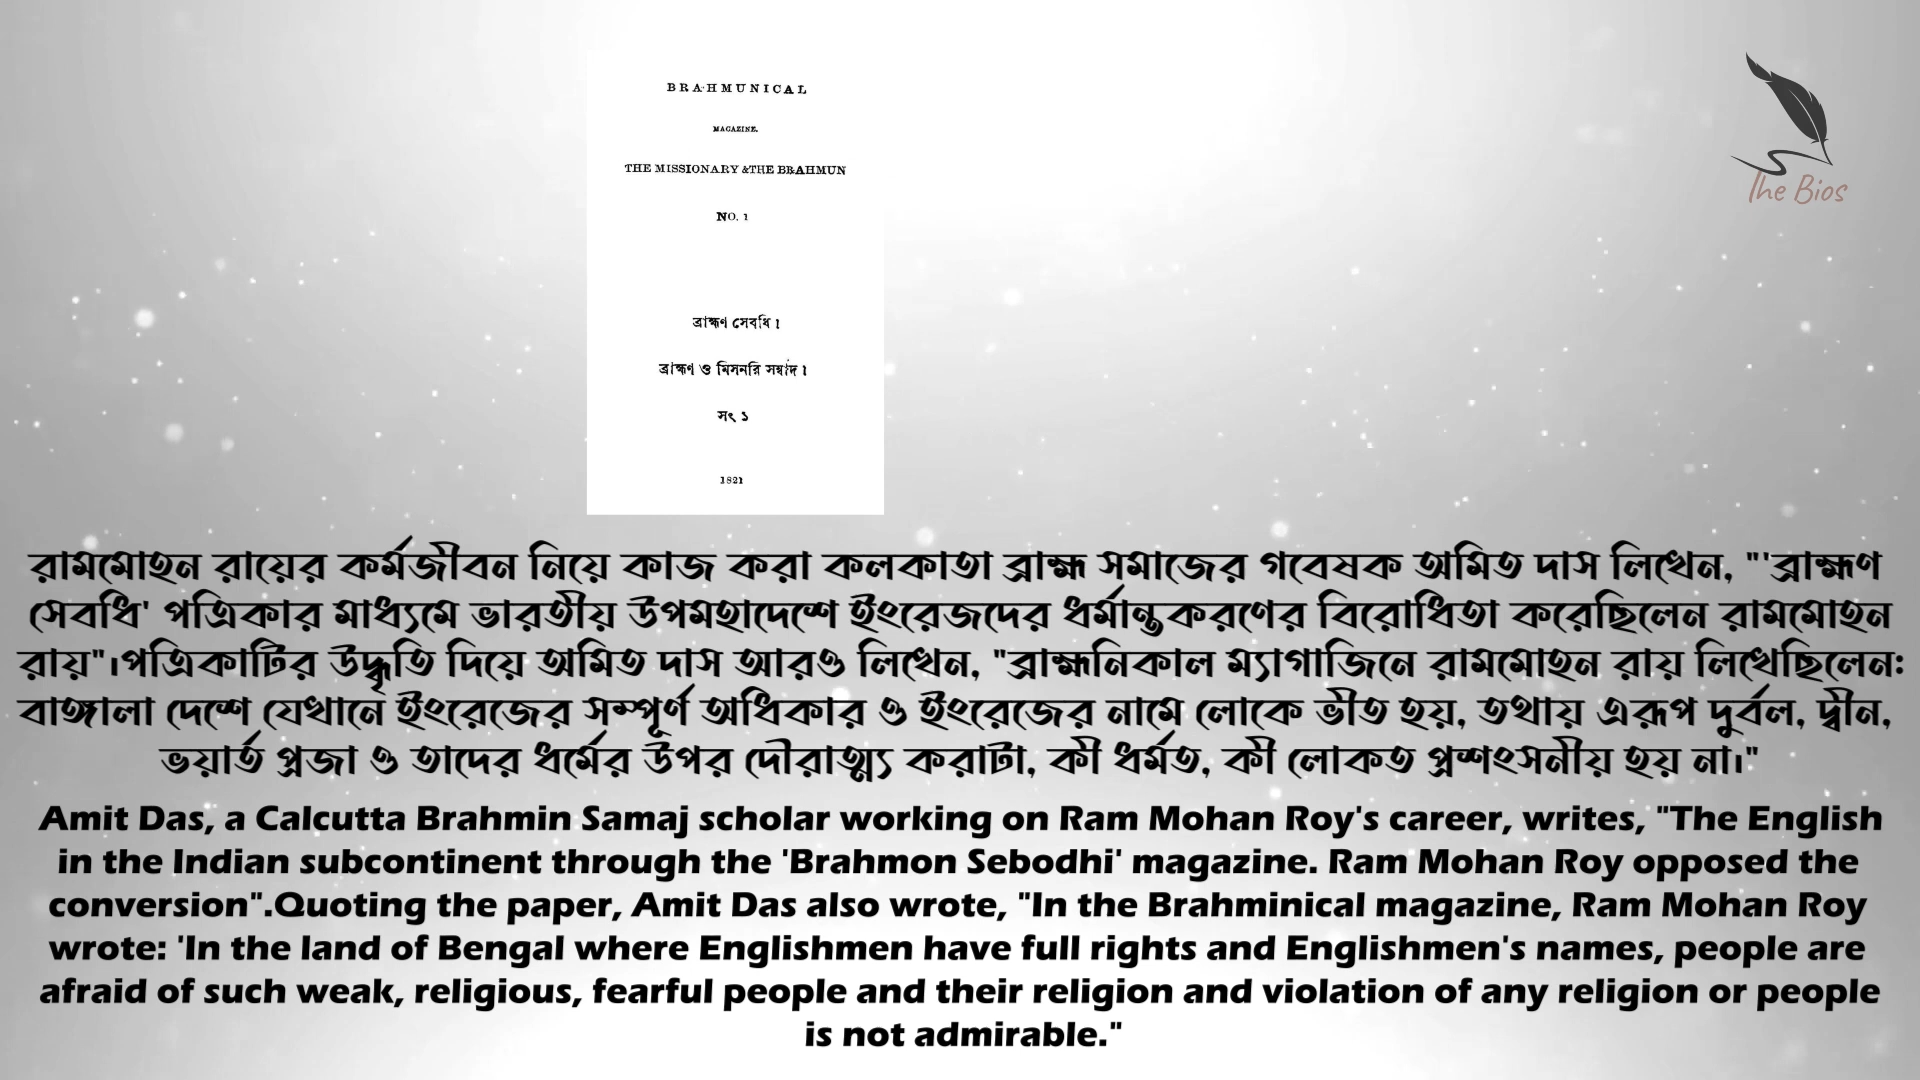 BRAHMUNICAL
MAGAZINE.
THE MISSIONARY & THE BRAHMUN
NO. 1
ব্রাহ্মণ সেবধি।
ব্রাহ্মণ ও মিসনরি সম্বাদ।
সং ১
1821
The Bios
রামমোহন রায়ের কর্মজীবন নিয়ে কাজ করা কলকাতা ব্রাহ্ম সমাজের গবেষক অমিত দাস লিখেন, "'ব্রাহ্মণ
সেবধি' পত্রিকার মাধ্যমে ভারতীয় উপমহাদেশে ইংরেজদের ধর্মান্তকরণের বিরোধিতা করেছিলেন রামমোহন
রায়"।পত্রিকাটির উদ্ধৃতি দিয়ে অমিত দাস আরও লিখেন, "ব্রাহ্মনিকাল ম্যাগাজিনে রামমোহন রায় লিখেছিলেন:
বাঙ্গালা দেশে যেখানে ইংরেজের সম্পূর্ণ অধিকার ও ইংরেজের নামে লোকে ভীত হয়, তথায় এরূপ দুর্বল, দ্বীন,
ভয়ার্ত প্রজা ও তাদের ধর্মের উপর দৌরাত্ম্য করাটা, কী ধর্মত, কী লোকত প্রশংসনীয় হয় না।"
Amit Das, a Calcutta Brahmin Samaj scholar working on Ram Mohan Roy's career, writes, "The English
in the Indian subcontinent through the 'Brahmon Sebodhi' magazine. Ram Mohan Roy opposed the
conversion".Quoting the paper, Amit Das also wrote, "In the Brahminical magazine, Ram Mohan Roy
wrote: 'In the land of Bengal where Englishmen have full rights and Englishmen's names, people are
afraid of such weak, religious, fearful people and their religion and violation of any religion or people
is not admirable."